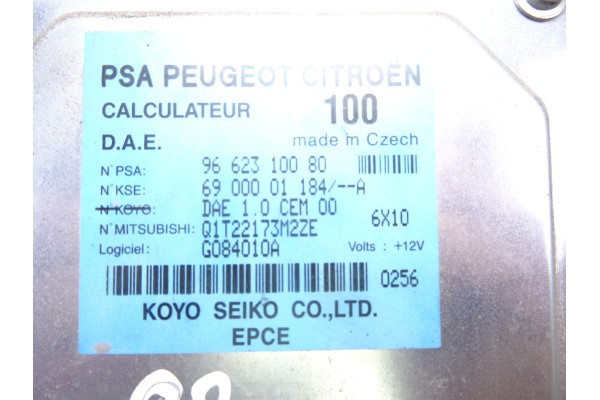 PSA PEUGEOT CITROËN
CALCULATEUR 100
D.A.E. made in Czech
N°PSA: 96 623 100 80
N°KSE: 69 000 01 184/--A
N°KOYO: DAE 1.0 CEM 00
N°MITSUBISHI: Q1T22173M2ZE 6X10
Logiciel: G084010A Volts : +12V
0256
KOYO SEIKO CO.,LTD.
EPCE